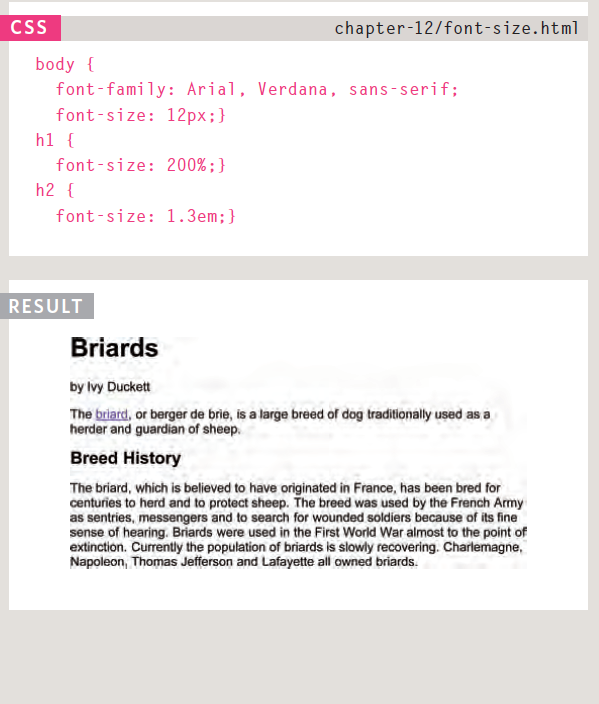 CSS
chapter-12/font-size.html
body {
font-family: Arial, Verdana, sans-serif;
font-size: 12px;}
h1 {
font-size: 200%;}
h2 {
font-size: 1.3em;}
RESULT
Briards
by Ivy Duckett
The briard, or berger de brie, is a large breed of dog traditionally used as a
herder and guardian of sheep.
Breed History
The briard, which is believed to have originated in France, has been bred for
centuries to herd and to protect sheep. The breed was used by the French Army
as sentries, messengers and to search for wounded soldiers because of its fine
sense of hearing. Briards were used in the First World War almost to the point of
extinction. Currently the population of briards is slowly recovering. Charlemagne,
Napoleon, Thomas Jefferson and Lafayette all owned briards.